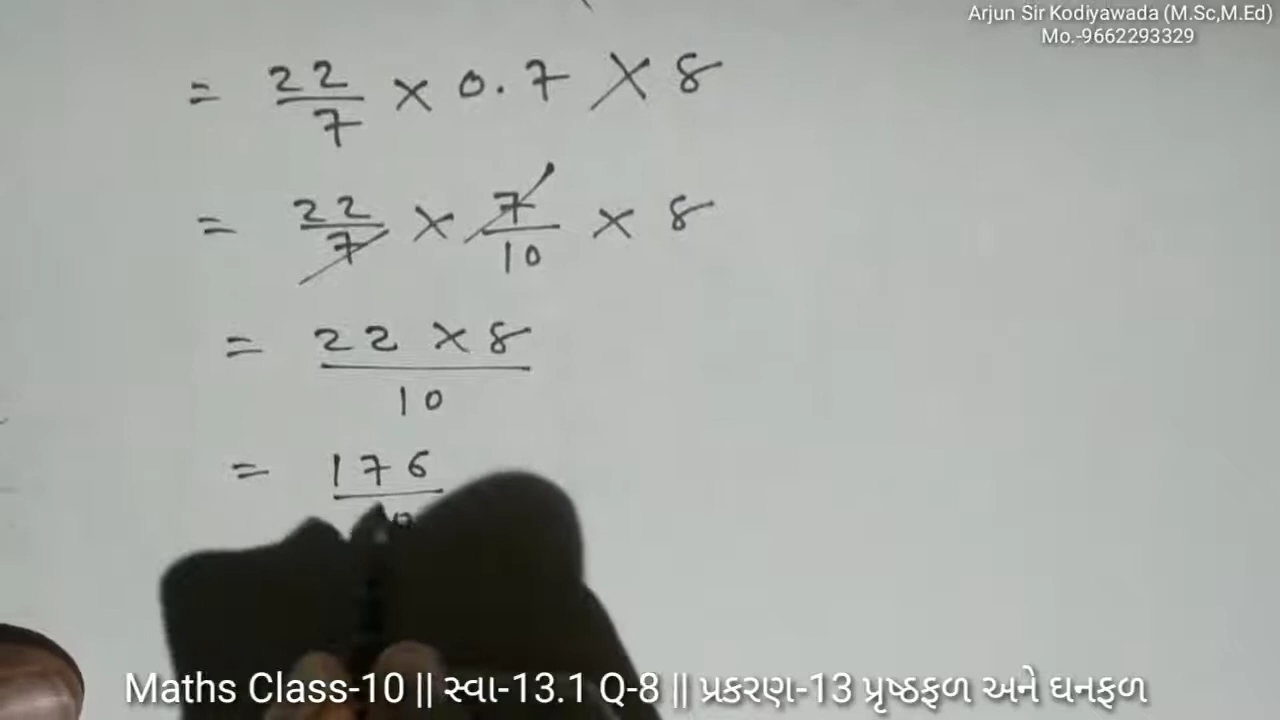 Arjun Sir Kodiyawada (M.Sc,M.Ed)
Mo.-9662293329
= 22/7 × 0.7 × 8
= 22/7 × 7/10 × 8
= 22 × 8/10
= 176/10
Maths Class-10 || સ્વા-13.1 Q-8 || પ્રકરણ-13 પૃષ્ઠફળ અને ઘનફળ